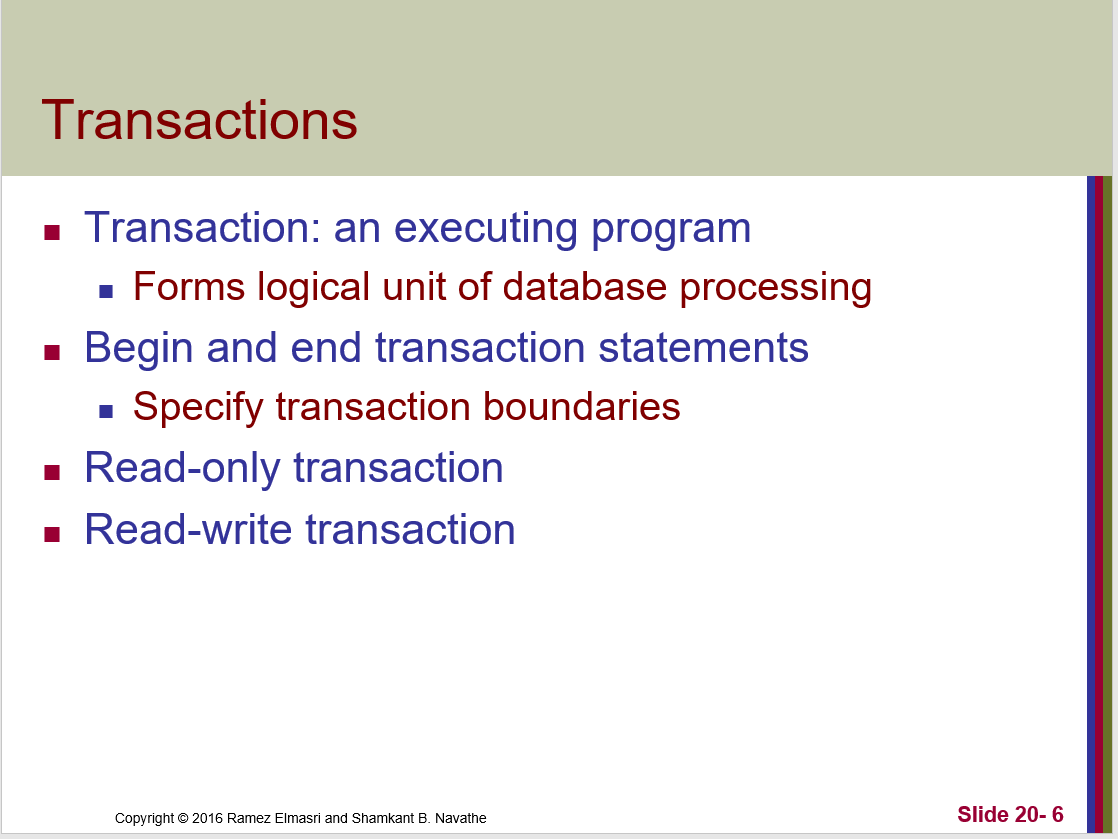 Transactions
Transaction: an executing program
Forms logical unit of database processing
Begin and end transaction statements
Specify transaction boundaries
Read-only transaction
Read-write transaction
Copyright © 2016 Ramez Elmasri and Shamkant B. Navathe
Slide 20- 6